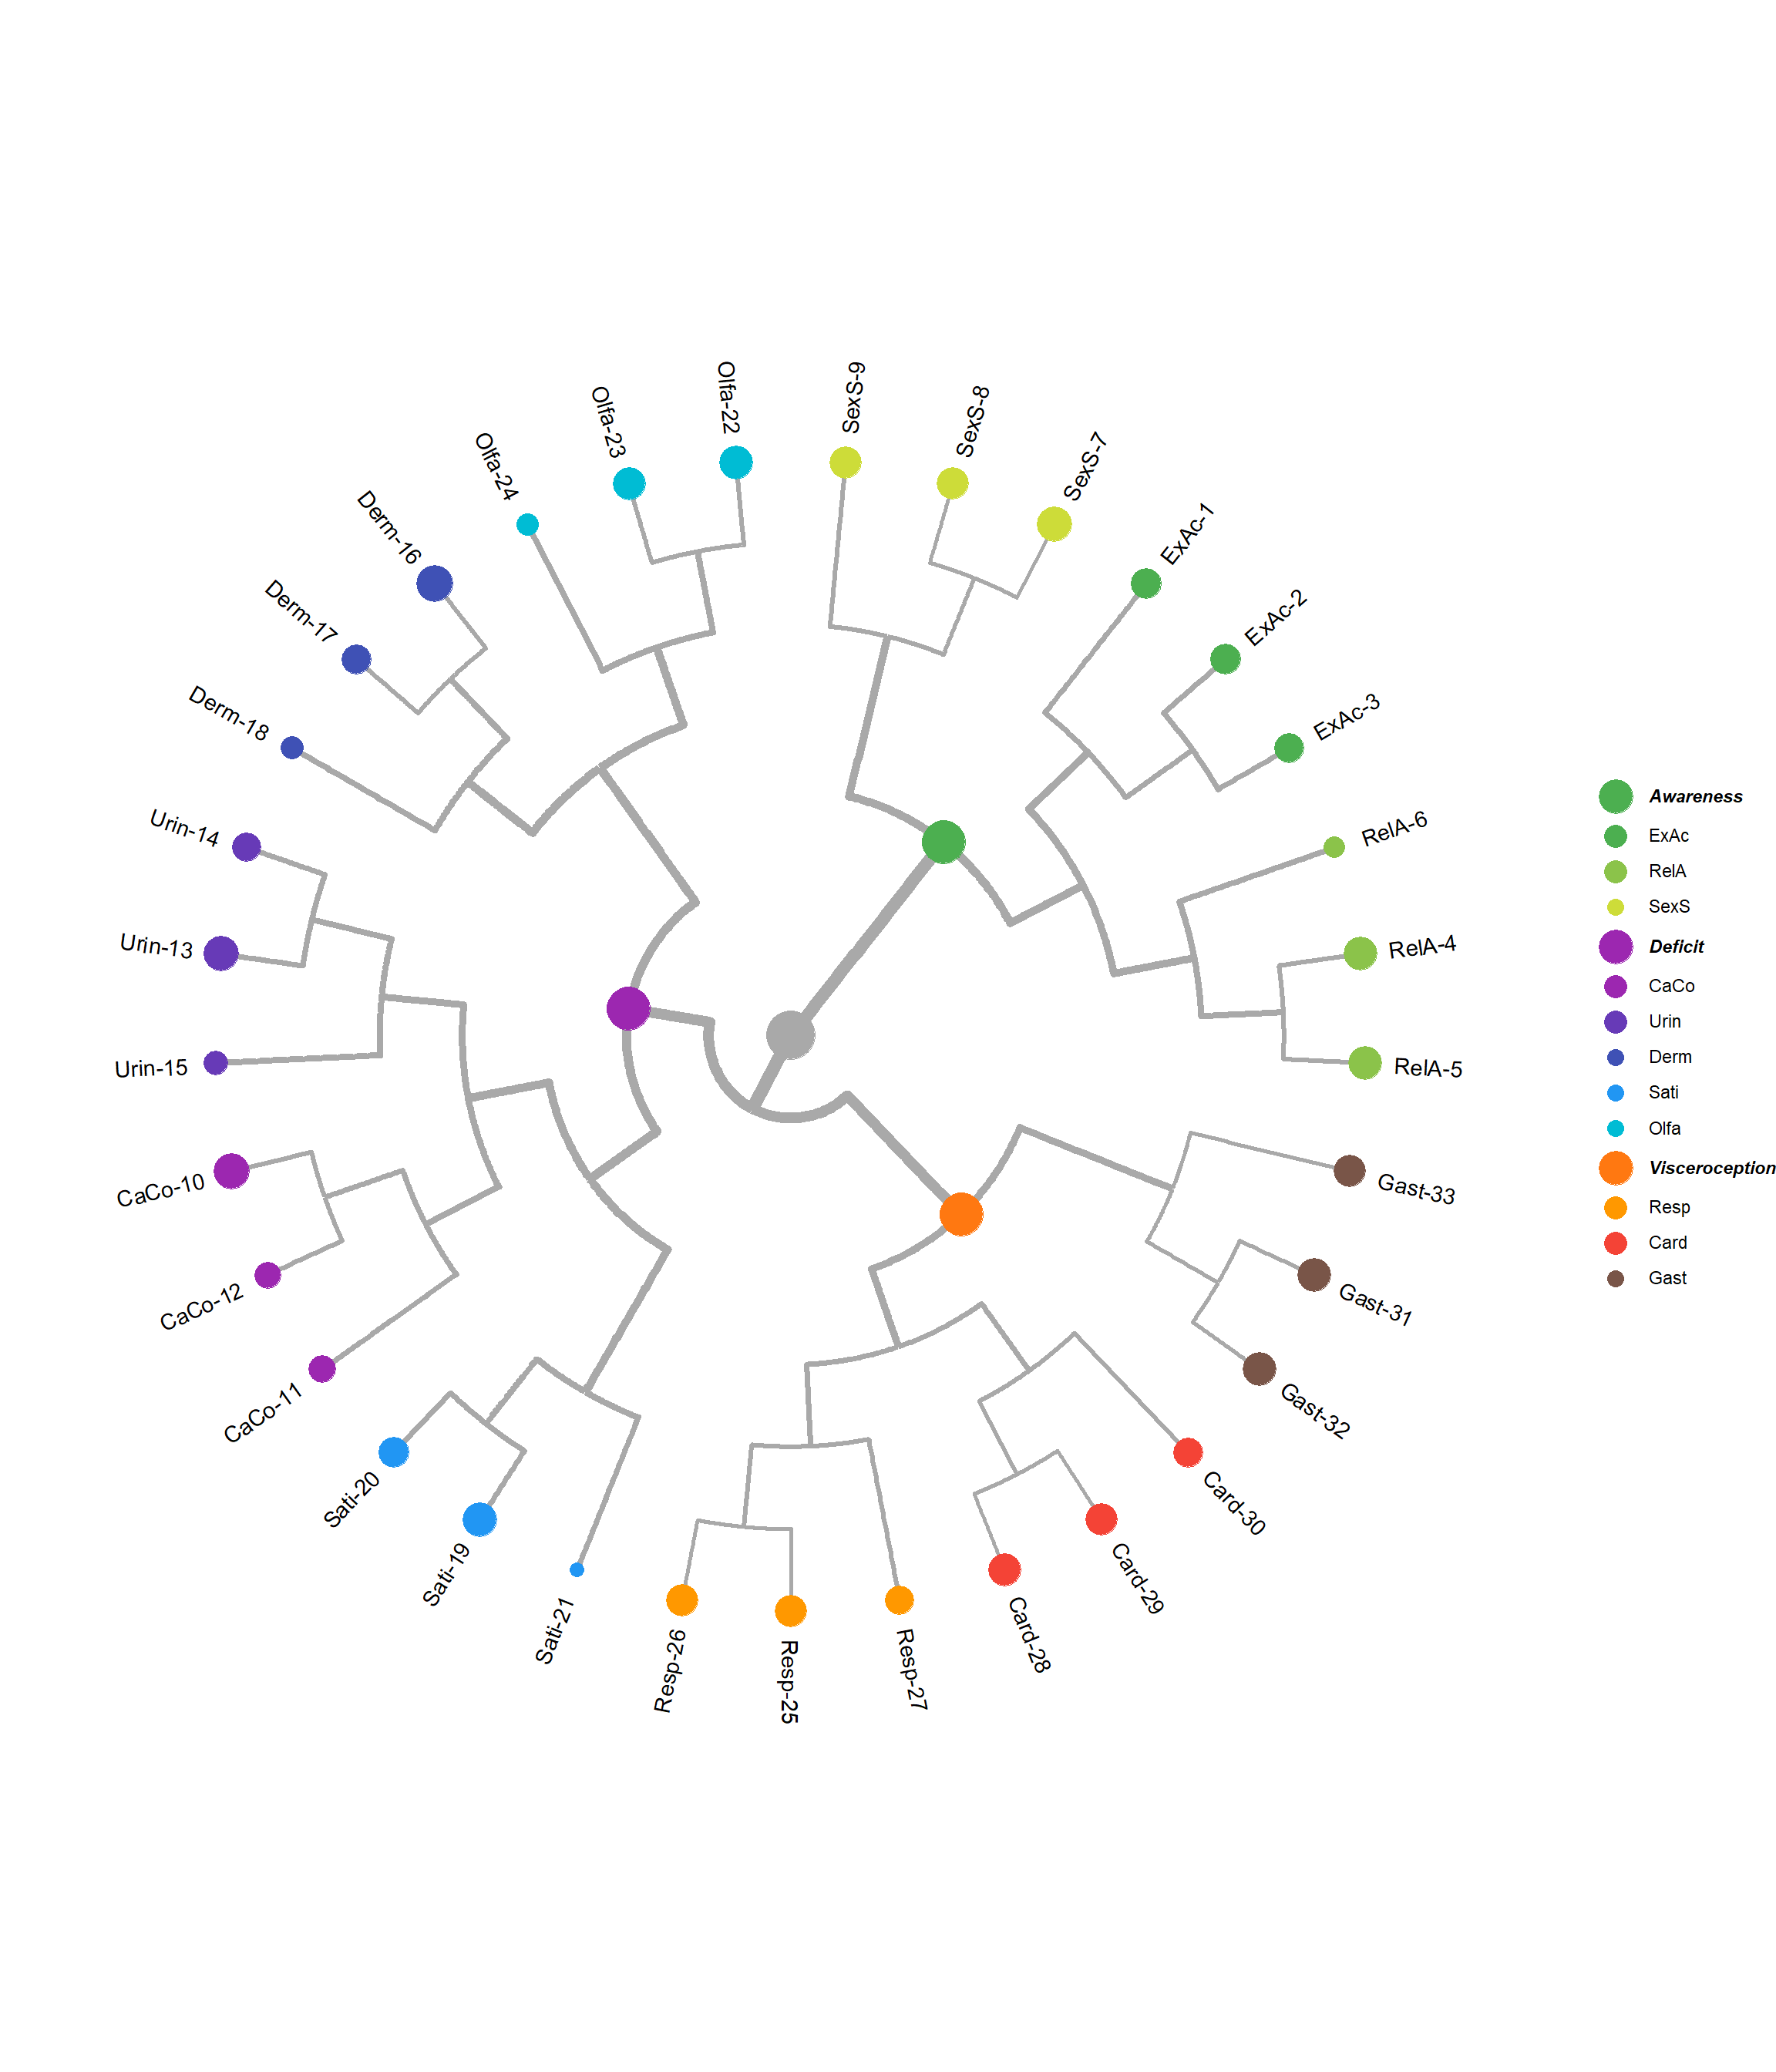 Olfa-22
SexS-9
Olfa-23
SexS-8
Olfa-24
SexS-7
Derm-16
ExAc-1
Derm-17
ExAc-2
Derm-18
ExAc-3
Urin-14
RelA-6
Urin-13
RelA-4
Urin-15
RelA-5
CaCo-10
Gast-33
CaCo-12
Gast-31
CaCo-11
Gast-32
Sati-20
Card-30
Sati-19
Card-29
Sati-21
Card-28
Resp-26
Resp-25
Resp-27
Awareness
ExAc
RelA
SexS
Deficit
CaCo
Urin
Derm
Sati
Olfa
Visceroception
Resp
Card
Gast